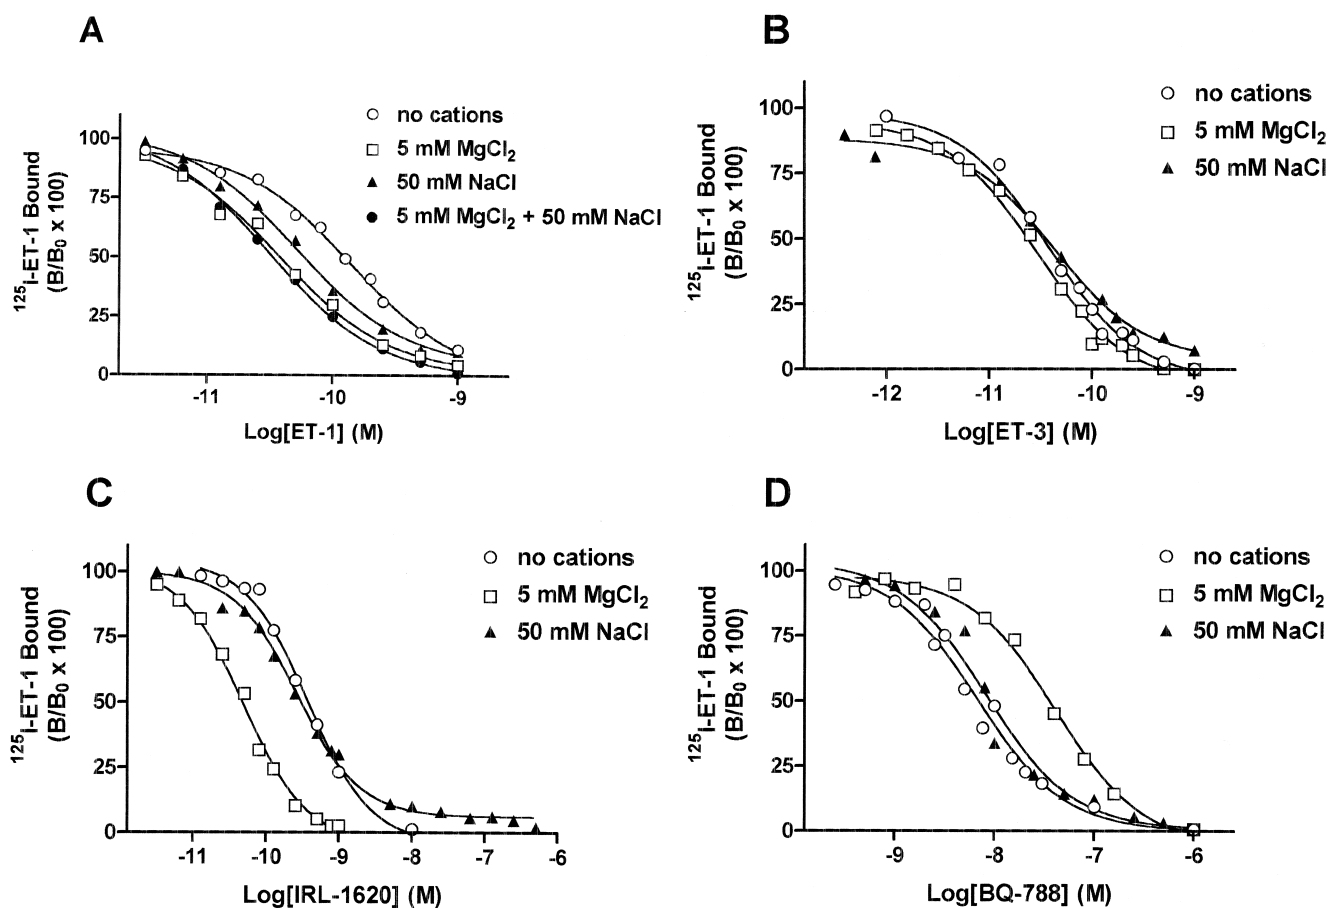 A
○ no cations
□ 5 mM MgCl₂
▲ 50 mM NaCl
● 5 mM MgCl₂ + 50 mM NaCl
¹²⁵i-ET-1 Bound
(B/B₀ x 100)
100
75
50
25
0
-11 -10 -9
Log[ET-1] (M)
B
○ no cations
□ 5 mM MgCl₂
▲ 50 mM NaCl
¹²⁵i-ET-1 Bound
(B/B₀ x 100)
100
75
50
25
0
-12 -11 -10 -9
Log[ET-3] (M)
C
○ no cations
□ 5 mM MgCl₂
▲ 50 mM NaCl
¹²⁵i-ET-1 Bound
(B/B₀ x 100)
100
75
50
25
0
-11 -10 -9 -8 -7 -6
Log[IRL-1620] (M)
D
○ no cations
□ 5 mM MgCl₂
▲ 50 mM NaCl
¹²⁵i-ET-1 Bound
(B/B₀ x 100)
100
75
50
25
0
-9 -8 -7 -6
Log[BQ-788] (M)